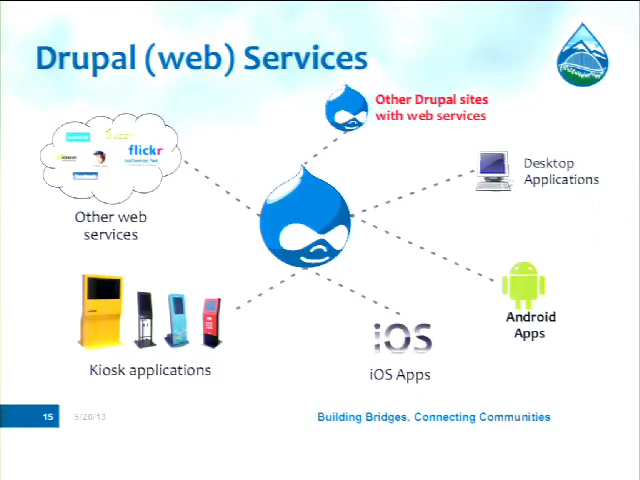 Drupal (web) Services
Other Drupal sites
with web services
flickr
Desktop
Applications
Other web
services
Android
Apps
iOS
Kiosk applications
iOS Apps
15
5/20/13
Building Bridges, Connecting Communities